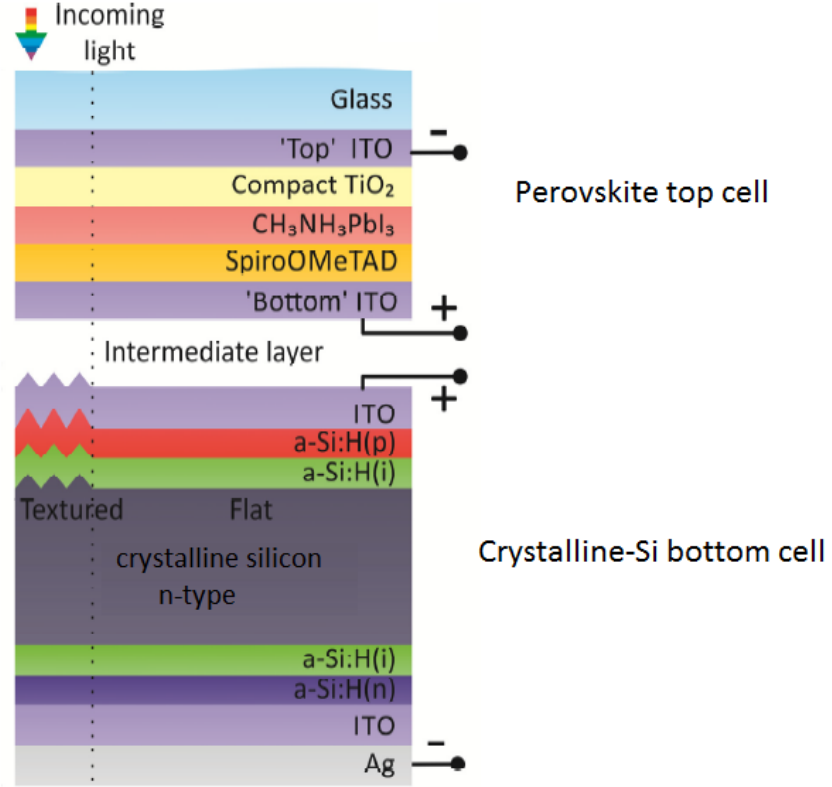 Incoming
light
Glass
-
'Top' ITO
Compact TiO₂
Perovskite top cell
CH₃NH₃PbI₃
SpiroOMeTAD
'Bottom' ITO
+
Intermediate layer
+
ITO
a-Si:H(p)
a-Si:H(i)
Textured
Flat
Crystalline-Si bottom cell
crystalline silicon
n-type
a-Si:H(i)
a-Si:H(n)
ITO
-
Ag